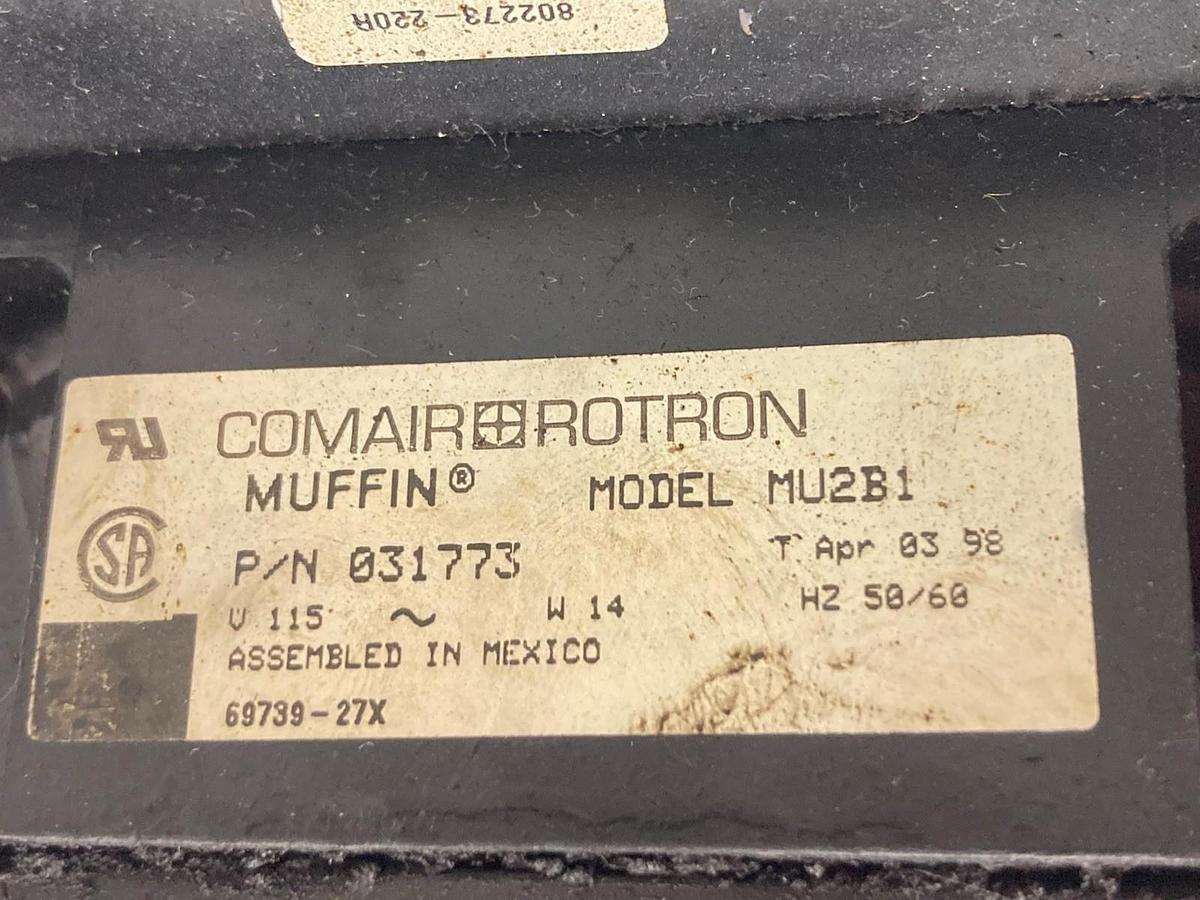 802273-220R
COMAIR ROTRON
MUFFIN® MODEL MU2B1
P/N 031773 T Apr 03 98
V 115 ~ W 14 HZ 50/60
ASSEMBLED IN MEXICO
69739-27X